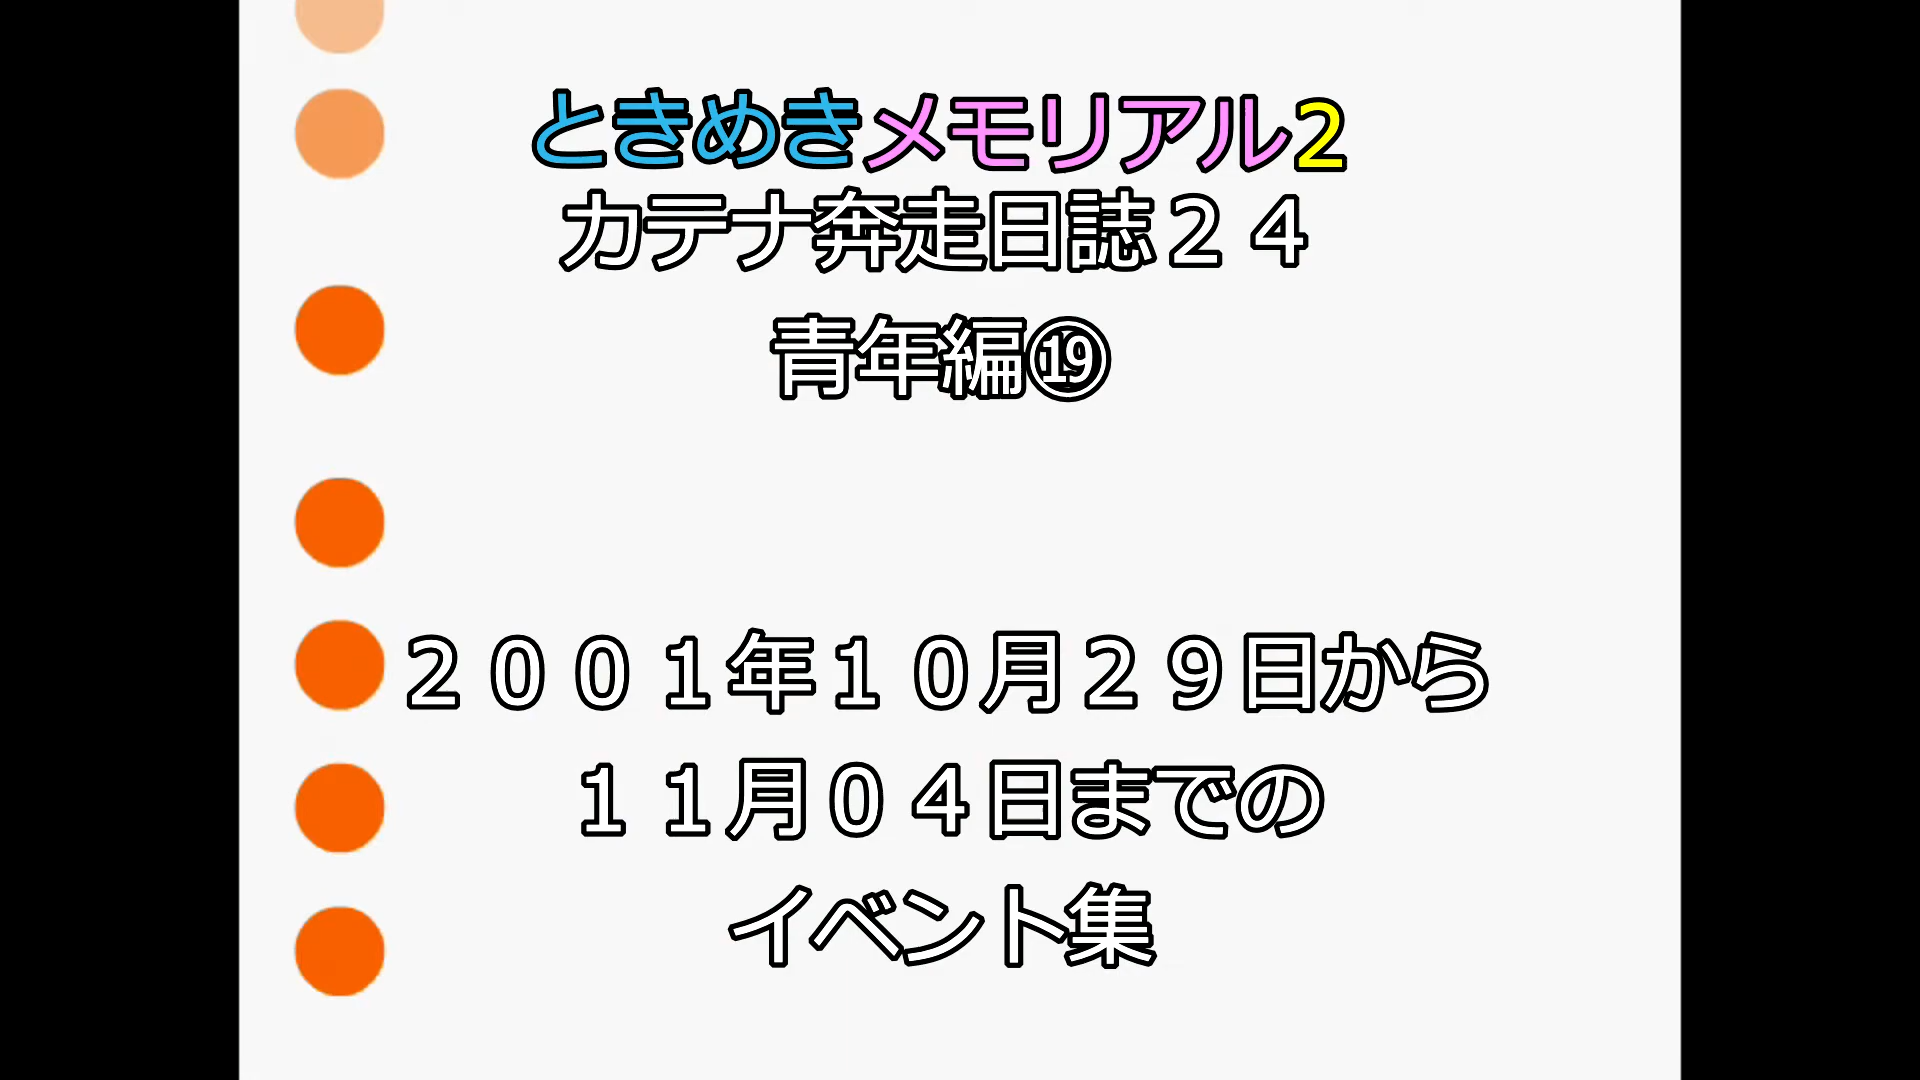 ときめきメモリアル2
カテナ奔走日誌２４
青年編⑲
２００１年１０月２９日から
１１月０４日までの
イベント集